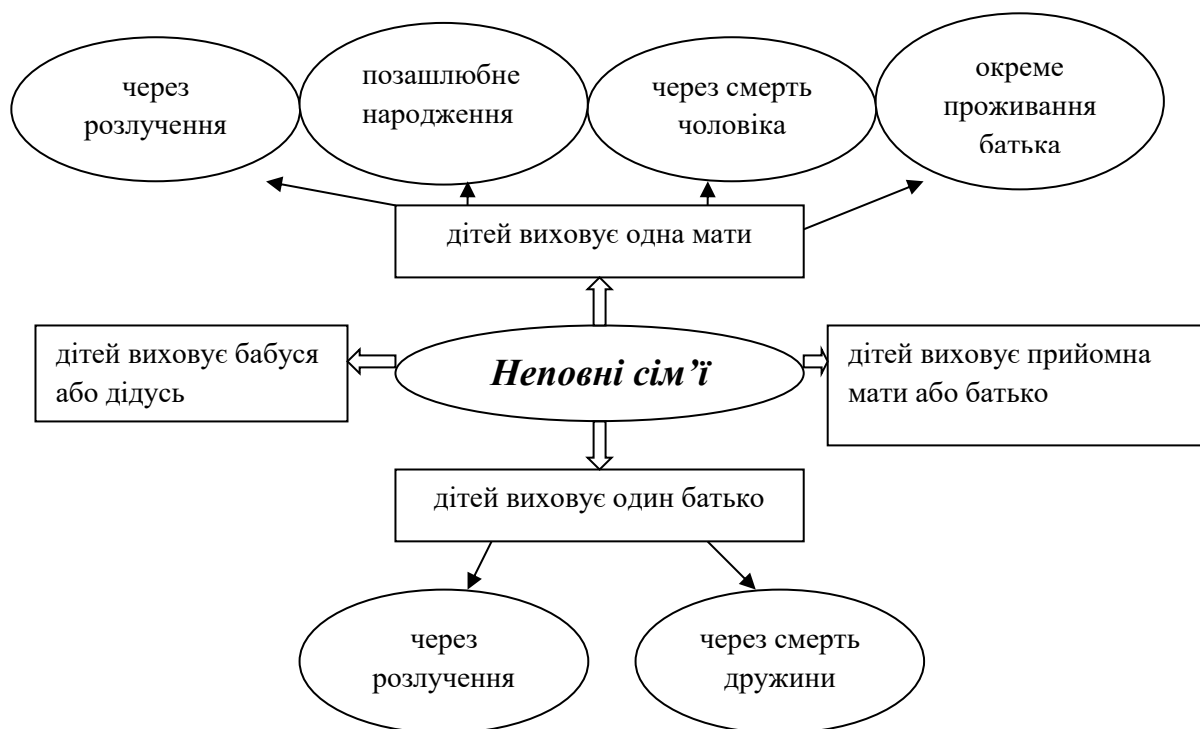 через
розлучення
позашлюбне
народження
через смерть
чоловіка
окреме
проживання
батька
дітей виховує одна мати
дітей виховує бабуся
або дідусь
Неповні сім’ї
дітей виховує прийомна
мати або батько
дітей виховує один батько
через
розлучення
через смерть
дружини